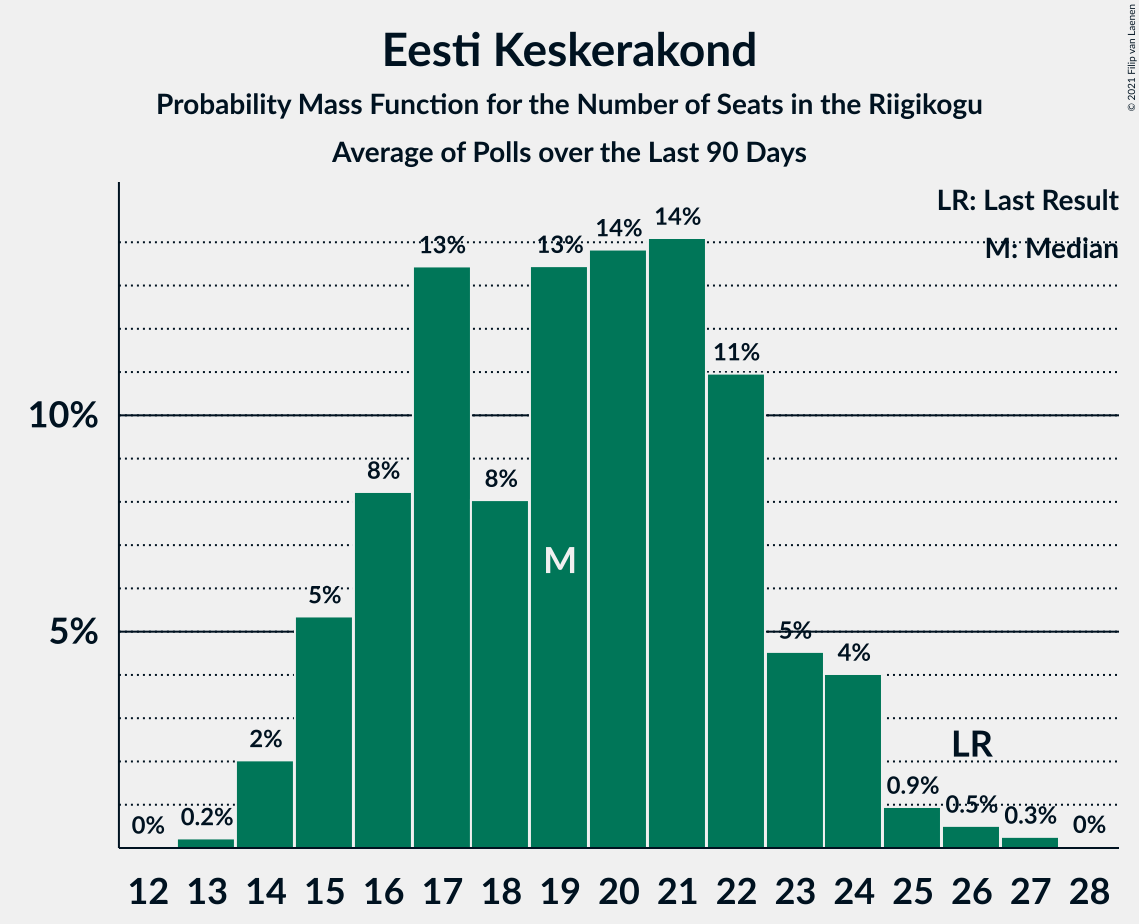 Eesti Keskerakond
Probability Mass Function for the Number of Seats in the Riigikogu
Average of Polls over the Last 90 Days
© 2021 Filip van Laenen
LR: Last Result
M: Median
10%
5%
0%
0.2%
2%
5%
8%
13%
8%
13%
14%
14%
11%
5%
4%
0.9%
0.5%
0.3%
0%
M
LR
12 13 14 15 16 17 18 19 20 21 22 23 24 25 26 27 28